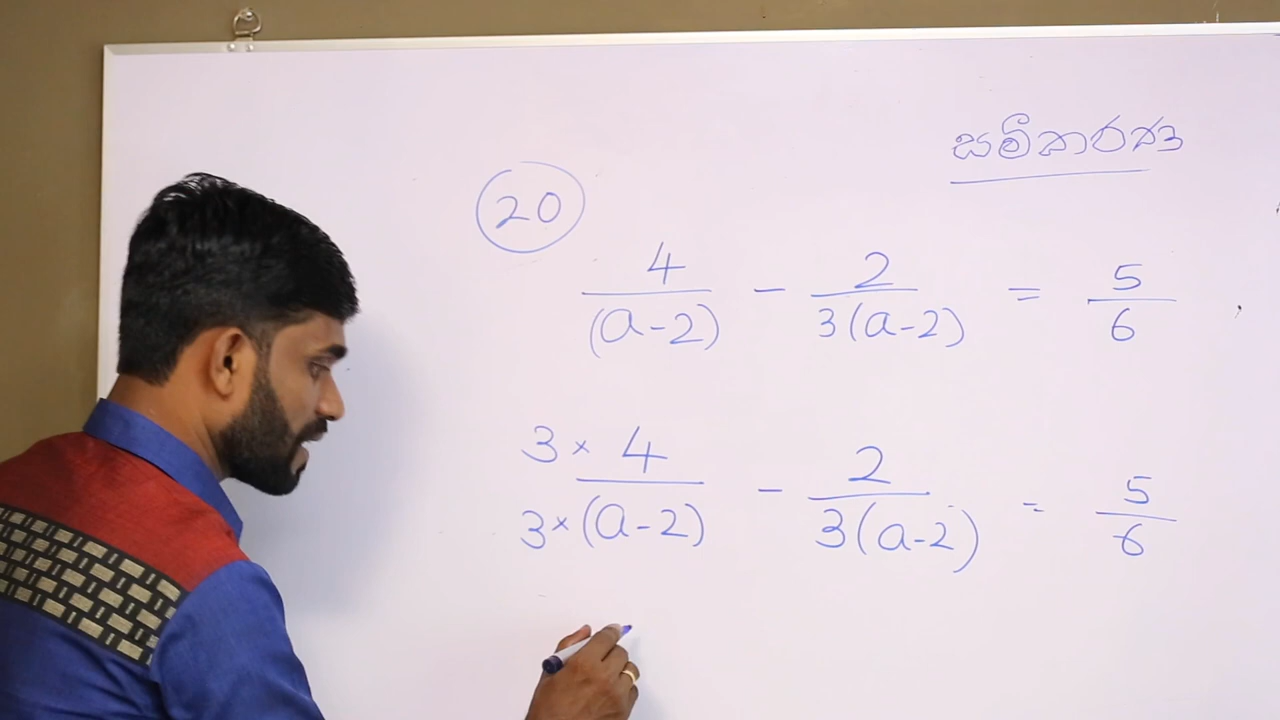 සමීකරණ
20
4/(a-2) - 2/3(a-2) = 5/6
3×4/3×(a-2) - 2/3(a-2) = 5/6